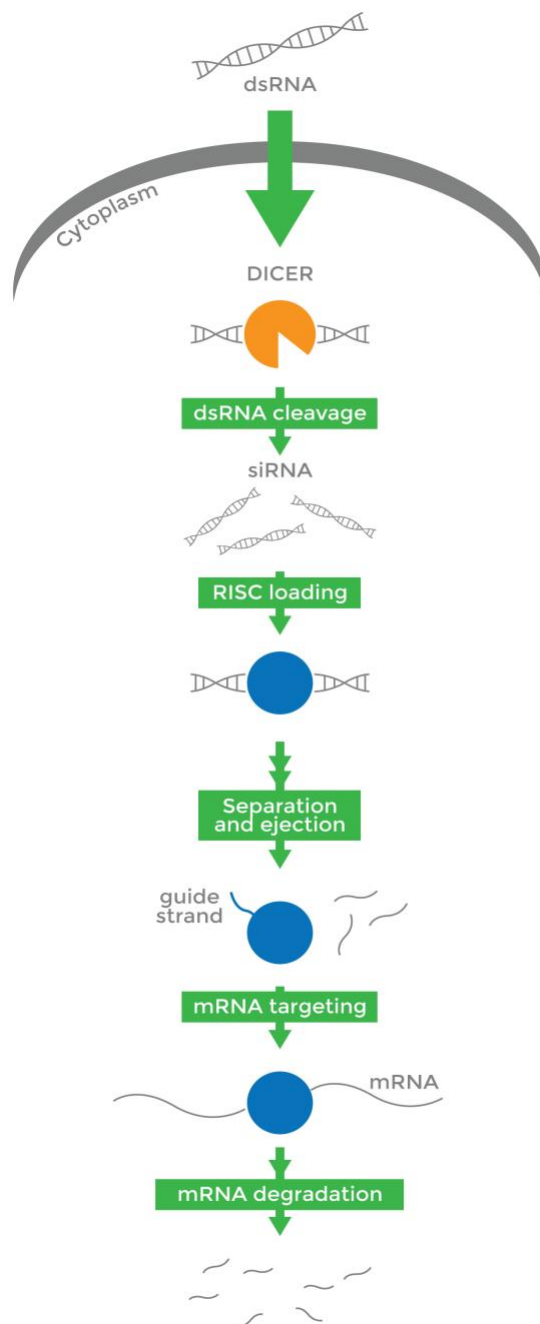 dsRNA
Cytoplasm
DICER
dsRNA cleavage
siRNA
RISC loading
Separation
and ejection
guide
strand
mRNA targeting
mRNA
mRNA degradation